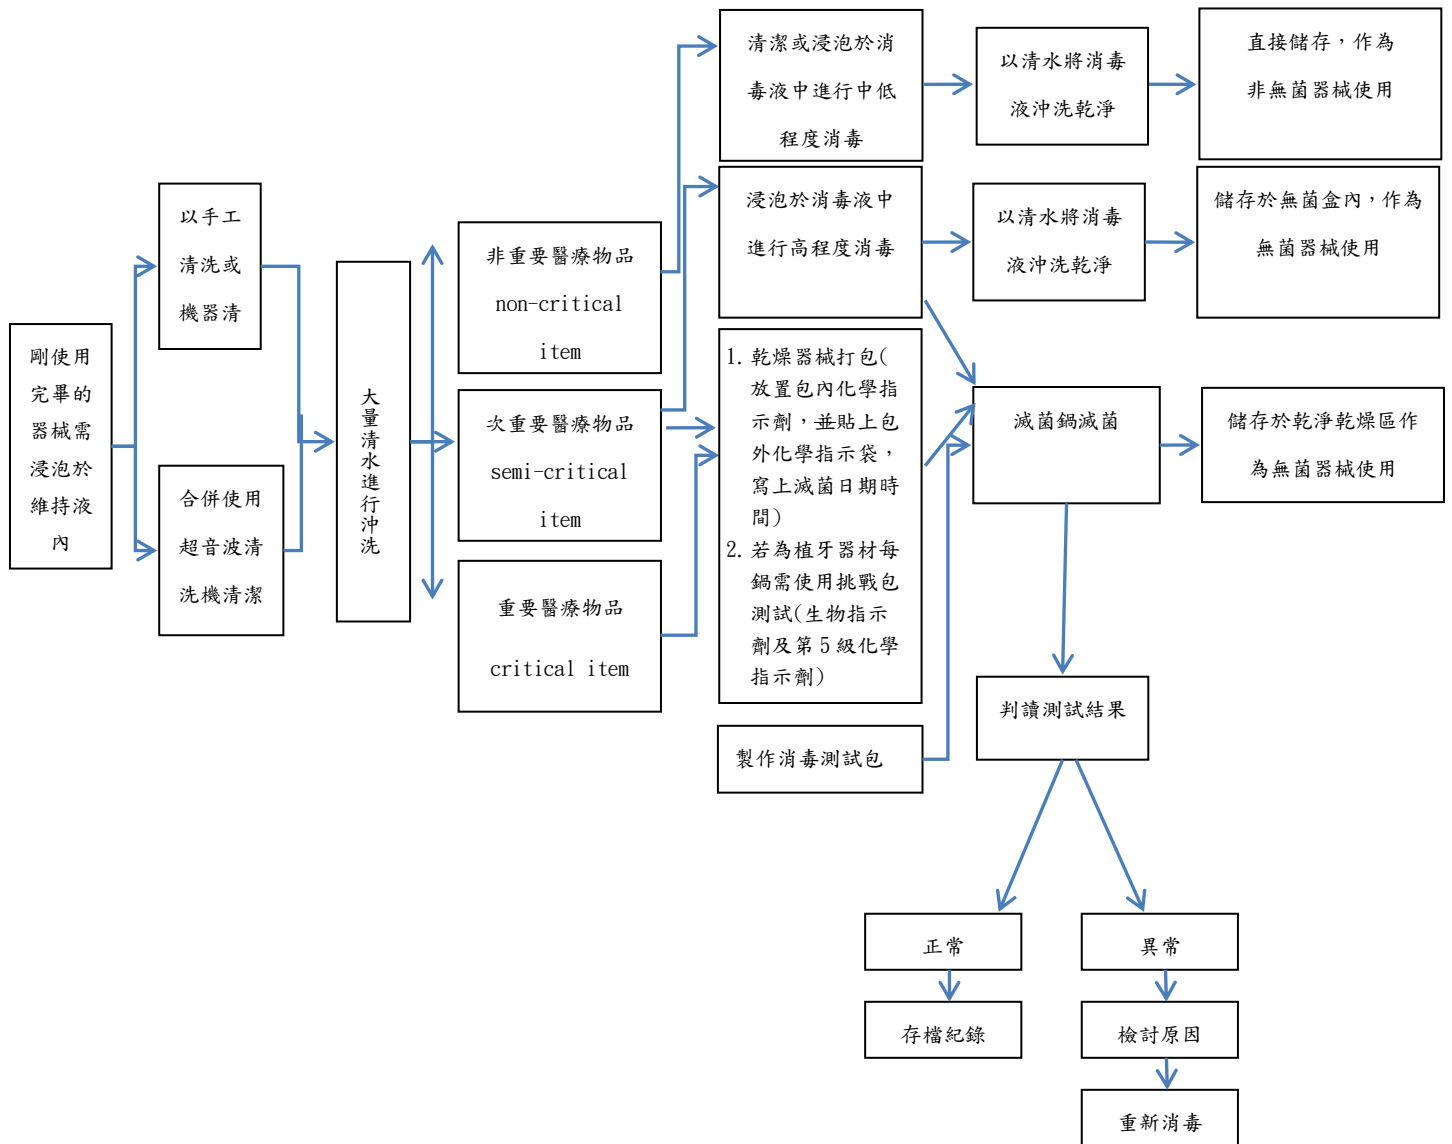 剛使用
完畢的
器械需
浸泡於
維持液
內
以手工
清洗或
機器清
合併使用
超音波清
洗機清潔
大量清水進行沖洗
非重要醫療物品
non-critical
item
次重要醫療物品
semi-critical
item
重要醫療物品
critical item
清潔或浸泡於消
毒液中進行中低
程度消毒
以清水將消毒
液沖洗乾淨
直接儲存，作為
非無菌器械使用
浸泡於消毒液中
進行高程度消毒
以清水將消毒
液沖洗乾淨
儲存於無菌盒內，作為
無菌器械使用
1. 乾燥器械打包(
放置包內化學指
示劑，並貼上包
外化學指示袋，
寫上滅菌日期時
間)
2. 若為植牙器材每
鍋需使用挑戰包
測試(生物指示
劑及第5級化學
指示劑)
製作消毒測試包
滅菌鍋滅菌
儲存於乾淨乾燥區作
為無菌器械使用
判讀測試結果
正常
存檔紀錄
異常
檢討原因
重新消毒